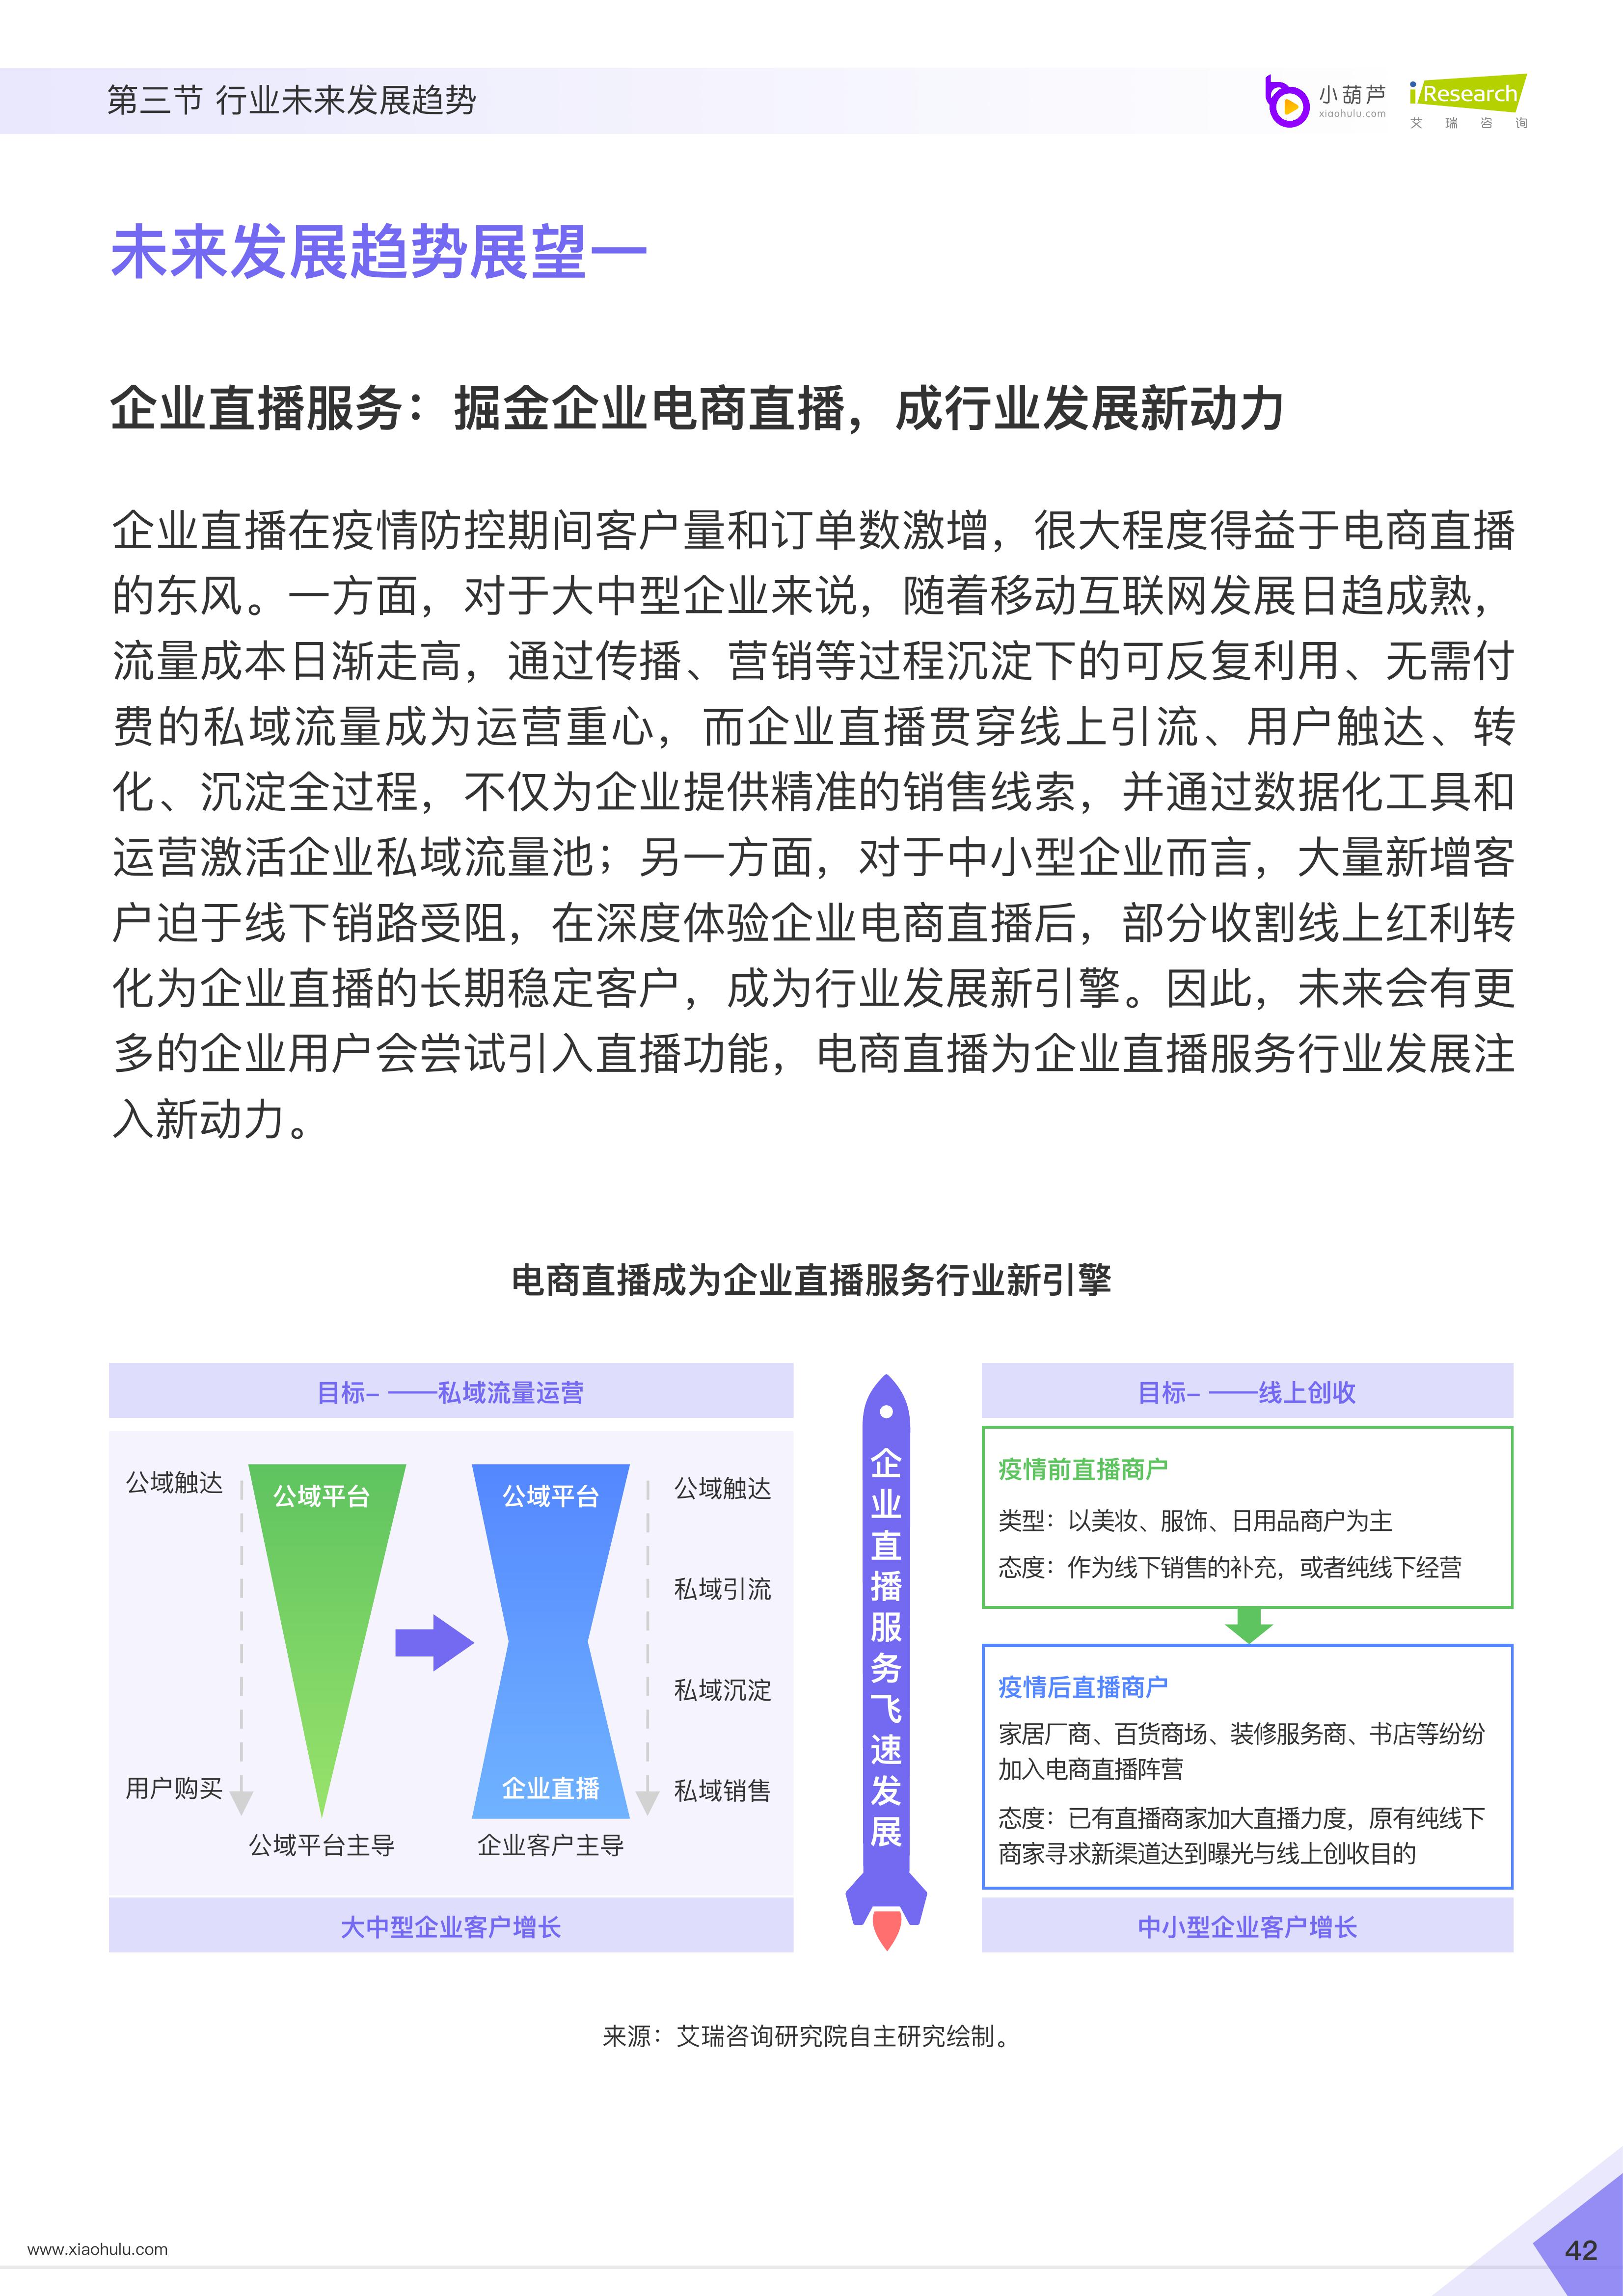 第三节 行业未来发展趋势
小葫芦
xiaohulu.com
iResearch
艾瑞咨询
未来发展趋势展望一
企业直播服务：掘金企业电商直播，成行业发展新动力
企业直播在疫情防控期间客户量和订单数激增，很大程度得益于电商直播
的东风。一方面，对于大中型企业来说，随着移动互联网发展日趋成熟，
流量成本日渐走高，通过传播、营销等过程沉淀下的可反复利用、无需付
费的私域流量成为运营重心，而企业直播贯穿线上引流、用户触达、转
化、沉淀全过程，不仅为企业提供精准的销售线索，并通过数据化工具和
运营激活企业私域流量池；另一方面，对于中小型企业而言，大量新增客
户迫于线下销路受阻，在深度体验企业电商直播后，部分收割线上红利转
化为企业直播的长期稳定客户，成为行业发展新引擎。因此，未来会有更
多的企业用户会尝试引入直播功能，电商直播为企业直播服务行业发展注
入新动力。
电商直播成为企业直播服务行业新引擎
目标– ——私域流量运营
公域触达
用户购买
公域平台
公域平台主导
公域平台
企业直播
企业客户主导
公域触达
私域引流
私域沉淀
私域销售
大中型企业客户增长
企业直播服务飞速发展
目标– ——线上创收
疫情前直播商户
类型：以美妆、服饰、日用品商户为主
态度：作为线下销售的补充，或者纯线下经营
疫情后直播商户
家居厂商、百货商场、装修服务商、书店等纷纷
加入电商直播阵营
态度：已有直播商家加大直播力度，原有纯线下
商家寻求新渠道达到曝光与线上创收目的
中小型企业客户增长
来源：艾瑞咨询研究院自主研究绘制。
www.xiaohulu.com
42